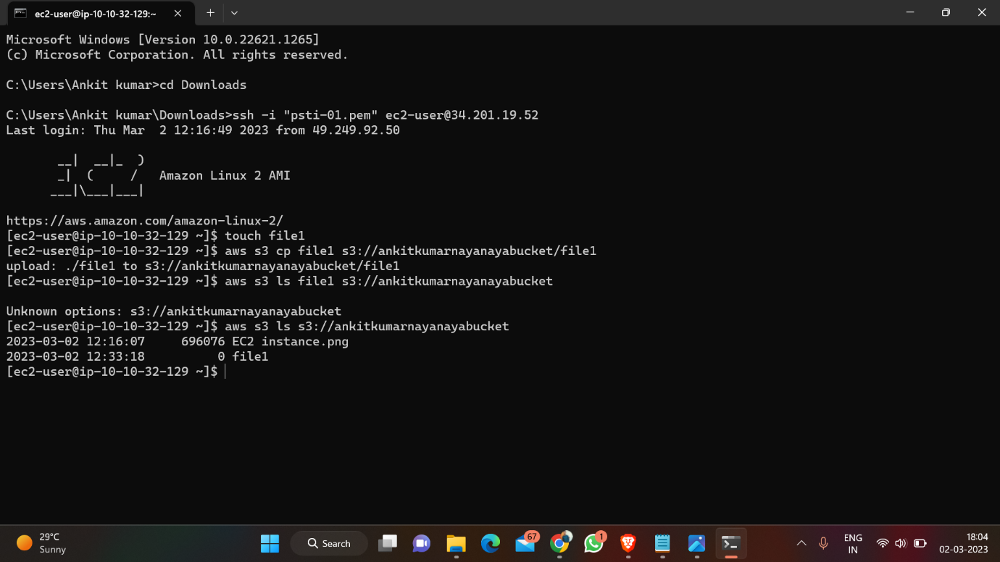 ec2-user@ip-10-10-32-129:~
Microsoft Windows [Version 10.0.22621.1265]
(c) Microsoft Corporation. All rights reserved.
C:\Users\Ankit kumar>cd Downloads
C:\Users\Ankit kumar\Downloads>ssh -i "psti-01.pem" ec2-user@34.201.19.52
Last login: Thu Mar  2 12:16:49 2023 from 49.249.92.50
       __|  __|_  )
       _|  (     /   Amazon Linux 2 AMI
      ___|\___|___|
https://aws.amazon.com/amazon-linux-2/
[ec2-user@ip-10-10-32-129 ~]$ touch file1
[ec2-user@ip-10-10-32-129 ~]$ aws s3 cp file1 s3://ankitkumarnayanayabucket/file1
upload: ./file1 to s3://ankitkumarnayanayabucket/file1
[ec2-user@ip-10-10-32-129 ~]$ aws s3 ls file1 s3://ankitkumarnayanayabucket
Unknown options: s3://ankitkumarnayanayabucket
[ec2-user@ip-10-10-32-129 ~]$ aws s3 ls s3://ankitkumarnayanayabucket
2023-03-02 12:16:07     696076 EC2 instance.png
2023-03-02 12:33:18          0 file1
[ec2-user@ip-10-10-32-129 ~]$
29°C
Sunny
Search
67
1
ENG
IN
18:04
02-03-2023